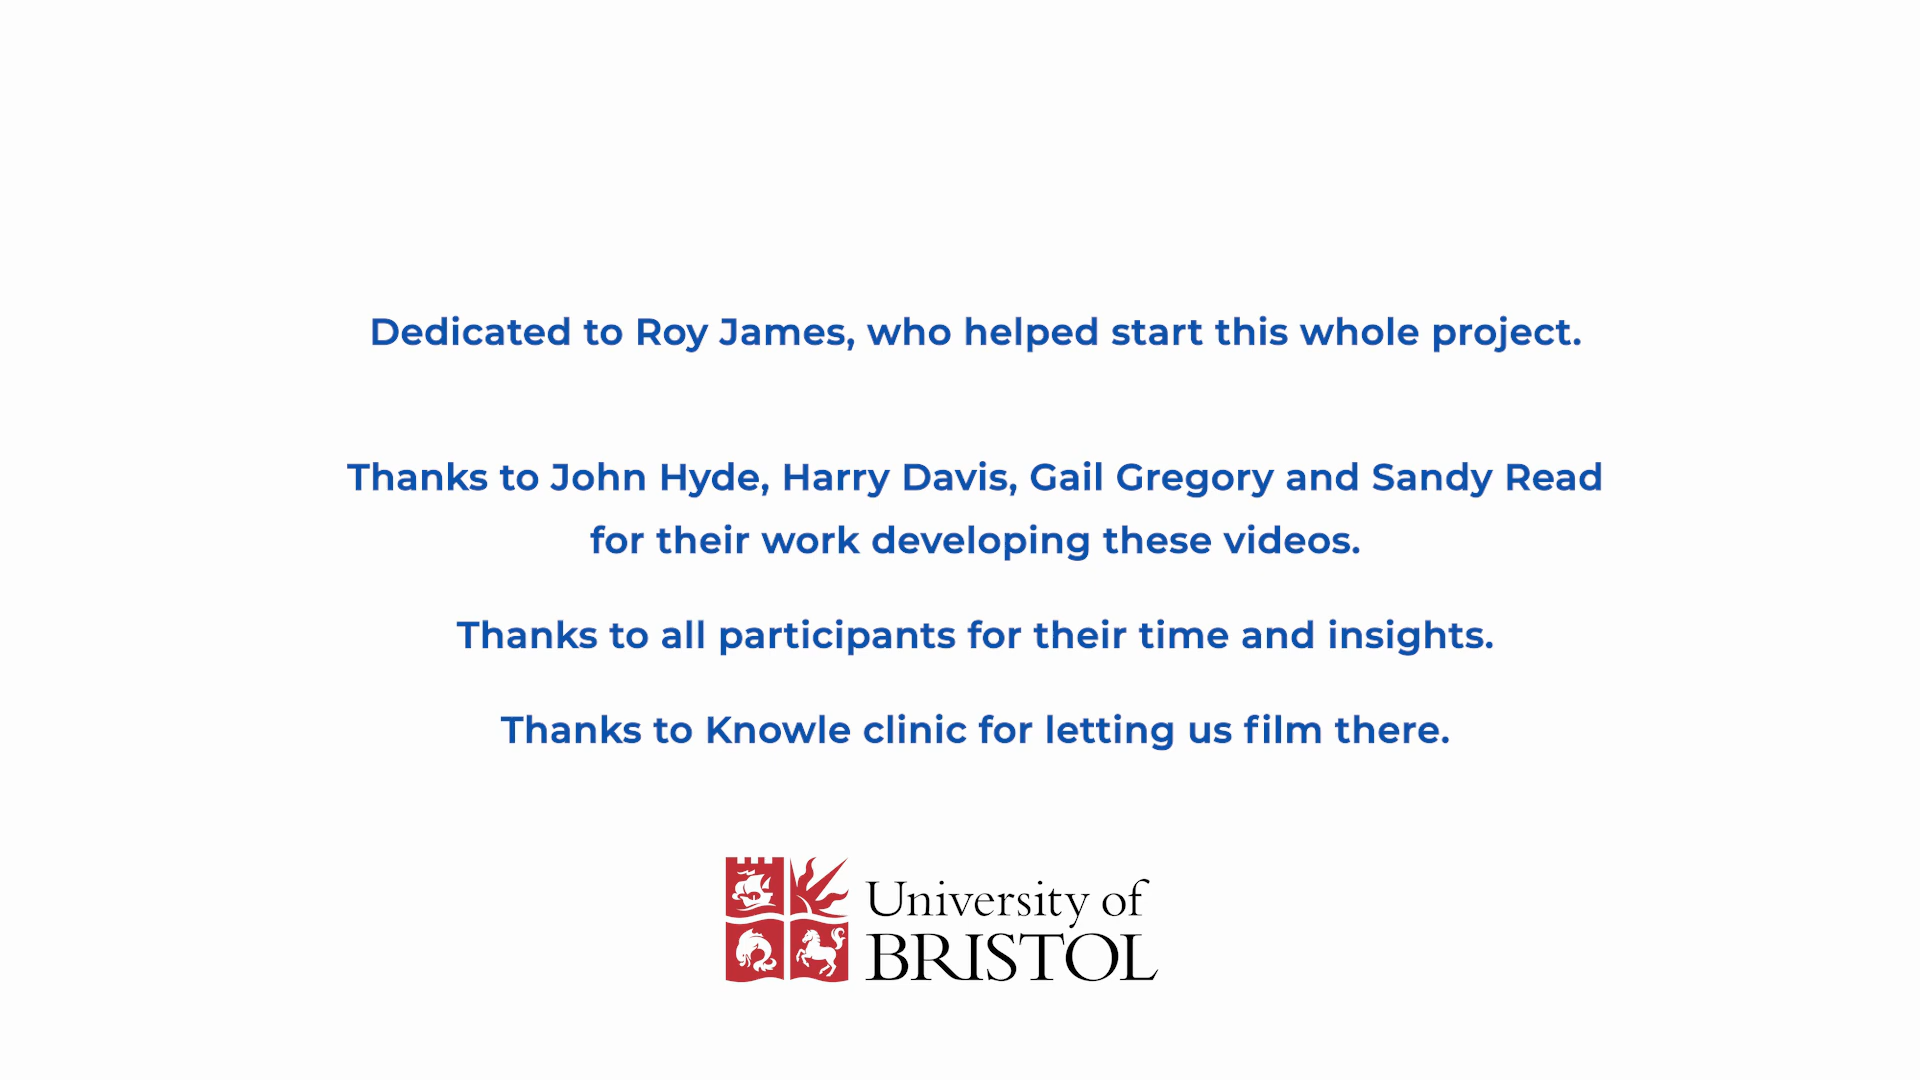 Dedicated to Roy James, who helped start this whole project.
Thanks to John Hyde, Harry Davis, Gail Gregory and Sandy Read
for their work developing these videos.
Thanks to all participants for their time and insights.
Thanks to Knowle clinic for letting us film there.
University of
BRISTOL